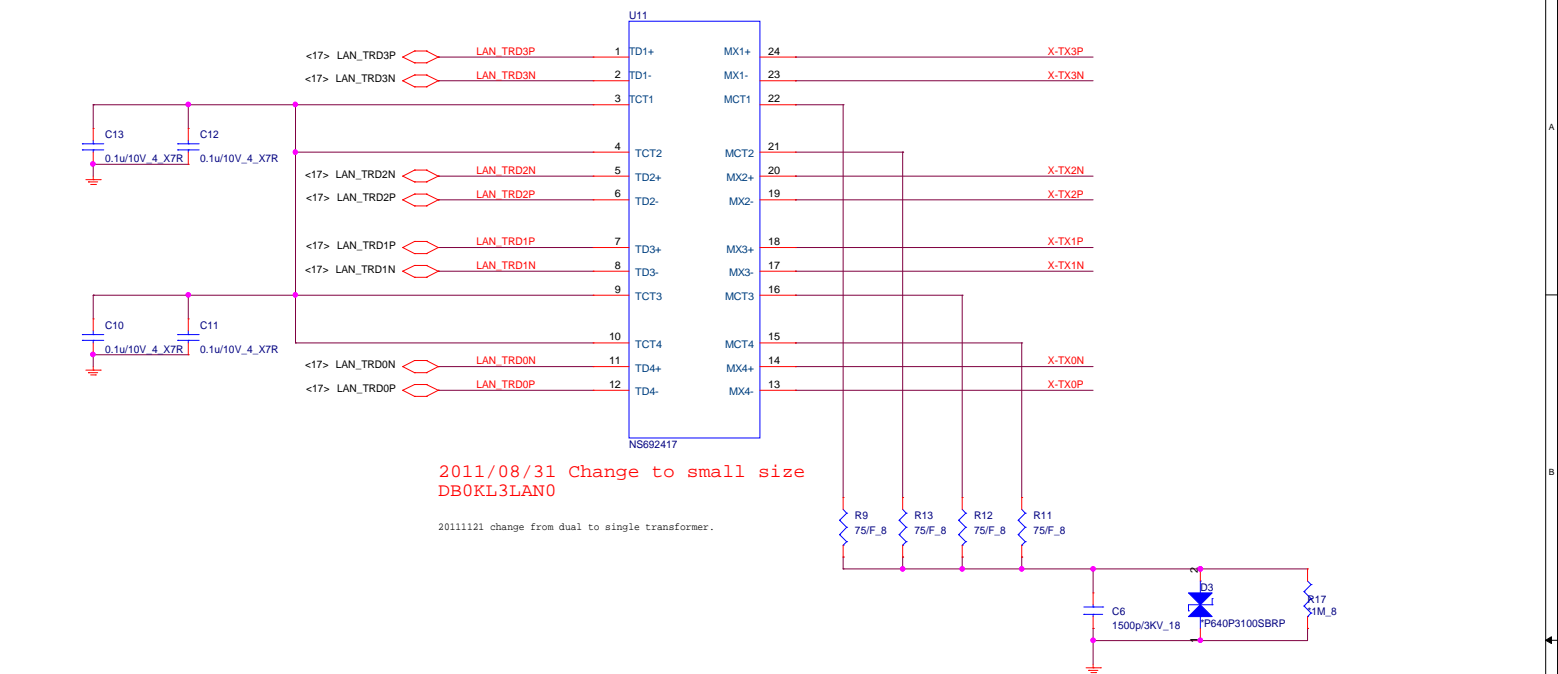 U11
<17> LAN_TRD3P LAN_TRD3P 1 TD1+ MX1+ 24 X-TX3P
<17> LAN_TRD3N LAN_TRD3N 2 TD1- MX1- 23 X-TX3N
3 TCT1 MCT1 22
A
C13 C12
0.1u/10V_4_X7R 0.1u/10V_4_X7R
4 TCT2 MCT2 21
<17> LAN_TRD2N LAN_TRD2N 5 TD2+ MX2+ 20 X-TX2N
<17> LAN_TRD2P LAN_TRD2P 6 TD2- MX2- 19 X-TX2P
<17> LAN_TRD1P LAN_TRD1P 7 TD3+ MX3+ 18 X-TX1P
<17> LAN_TRD1N LAN_TRD1N 8 TD3- MX3- 17 X-TX1N
9 TCT3 MCT3 16
C10 C11
0.1u/10V_4_X7R 0.1u/10V_4_X7R
10 TCT4 MCT4 15
<17> LAN_TRD0N LAN_TRD0N 11 TD4+ MX4+ 14 X-TX0N
<17> LAN_TRD0P LAN_TRD0P 12 TD4- MX4- 13 X-TX0P
NS692417
2011/08/31 Change to small size
DB0KL3LAN0
B
20111121 change from dual to single transformer.
R9 R13 R12 R11
75/F_8 75/F_8 75/F_8 75/F_8
2
D3
R17
*1M_8
C6
1500p/3KV_18
*P640P3100SBRP
1